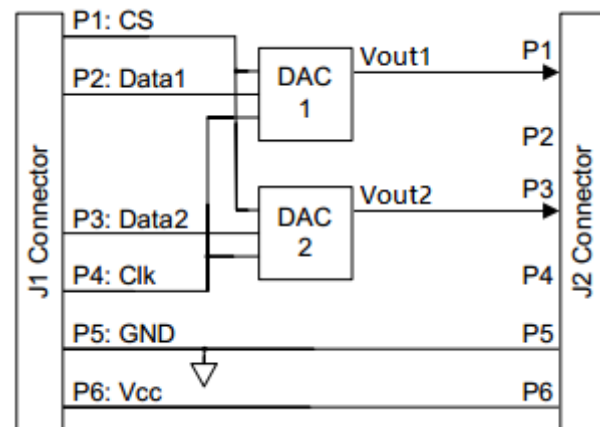 J1 Connector
P1: CS
P2: Data1
P3: Data2
P4: Clk
P5: GND
P6: Vcc
DAC
1
DAC
2
Vout1
Vout2
P1
P2
P3
P4
P5
P6
J2 Connector